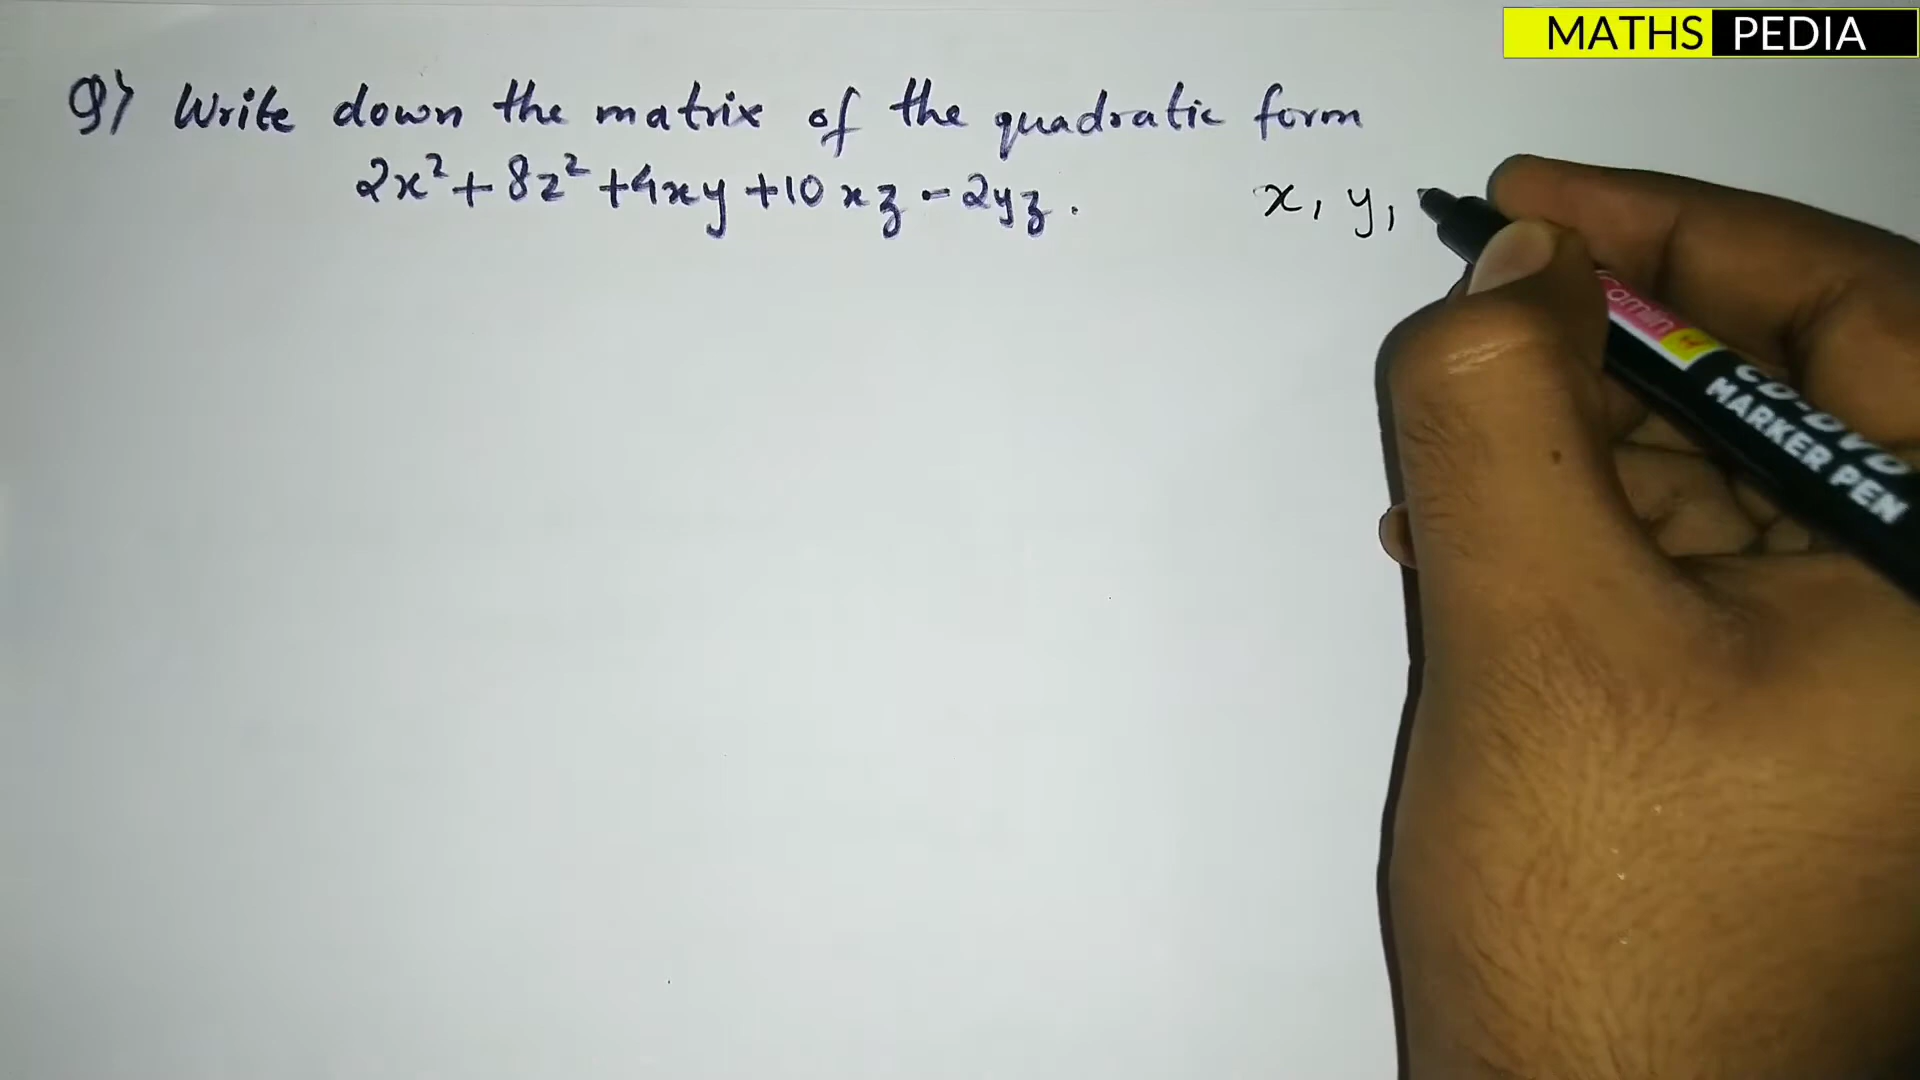 MATHS PEDIA
Q) Write down the matrix of the quadratic form
2x² + 8z² + 4xy + 10xz - 2yz.
x, y,
Camlin
CD-DVD
MARKER PEN